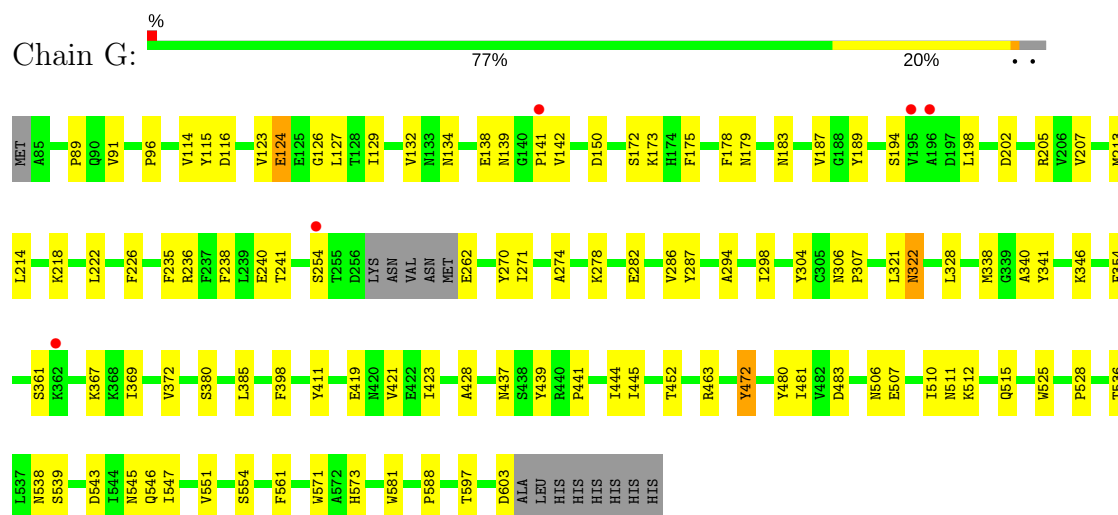 %
Chain G:
77% 20% • •
MET A85 P89 Q90 V91 P96 V114 Y115 D116 V123 E124 E125 G126 L127 T128 I129 V132 N133 N134 E138 N139 G140 P141 V142 D150 S172 K173 H174 F175 F178 N179 N183 V187 G188 Y189 S194 V195 A196 D197 L198 D202 R205 V206 V207 M213
L214 K218 L222 F226 F235 R236 F237 F238 L239 E240 T241 S254 T255 D256 LYS ASN VAL ASN MET E262 Y270 I271 A274 K278 E282 V286 Y287 A294 I298 Y304 C305 N306 P307 L321 N322 L328 M338 G339 A340 Y341 K346 E354
S361 K362 K367 K368 I369 V372 S380 L385 F398 Y411 E419 N420 V421 E422 I423 A428 N437 S438 Y439 R440 P441 I444 I445 T452 R463 Y472 Y480 I481 V482 D483 N506 E507 I510 N511 K512 Q515 W525 P528 T536
L537 N538 S539 D543 I544 N545 Q546 I547 V551 S554 F561 W571 A572 H573 W581 P588 T597 D603 ALA LEU HIS HIS HIS HIS HIS HIS